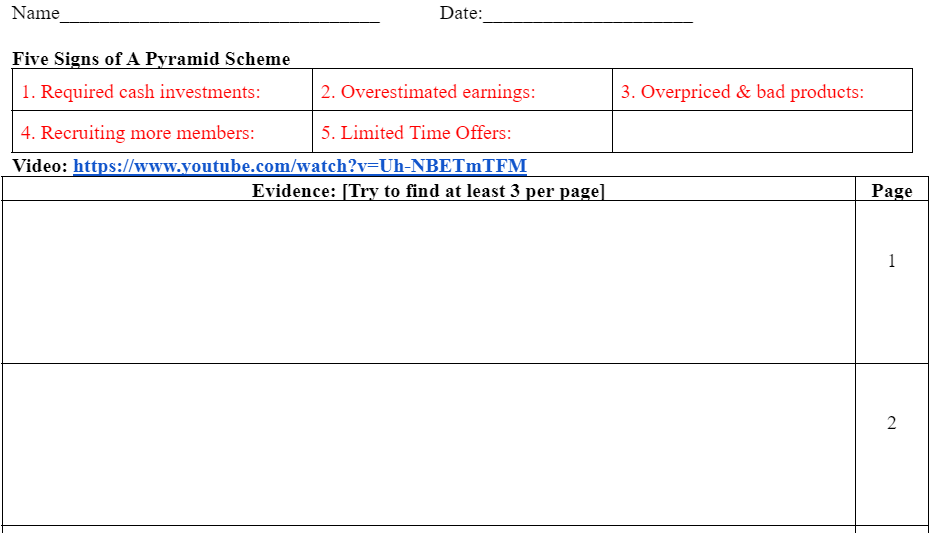 Name________________________________ Date:_____________________
Five Signs of A Pyramid Scheme
1. Required cash investments: 2. Overestimated earnings: 3. Overpriced & bad products:
4. Recruiting more members: 5. Limited Time Offers:
Video: https://www.youtube.com/watch?v=Uh-NBETmTFM
Evidence: [Try to find at least 3 per page] Page
1
2